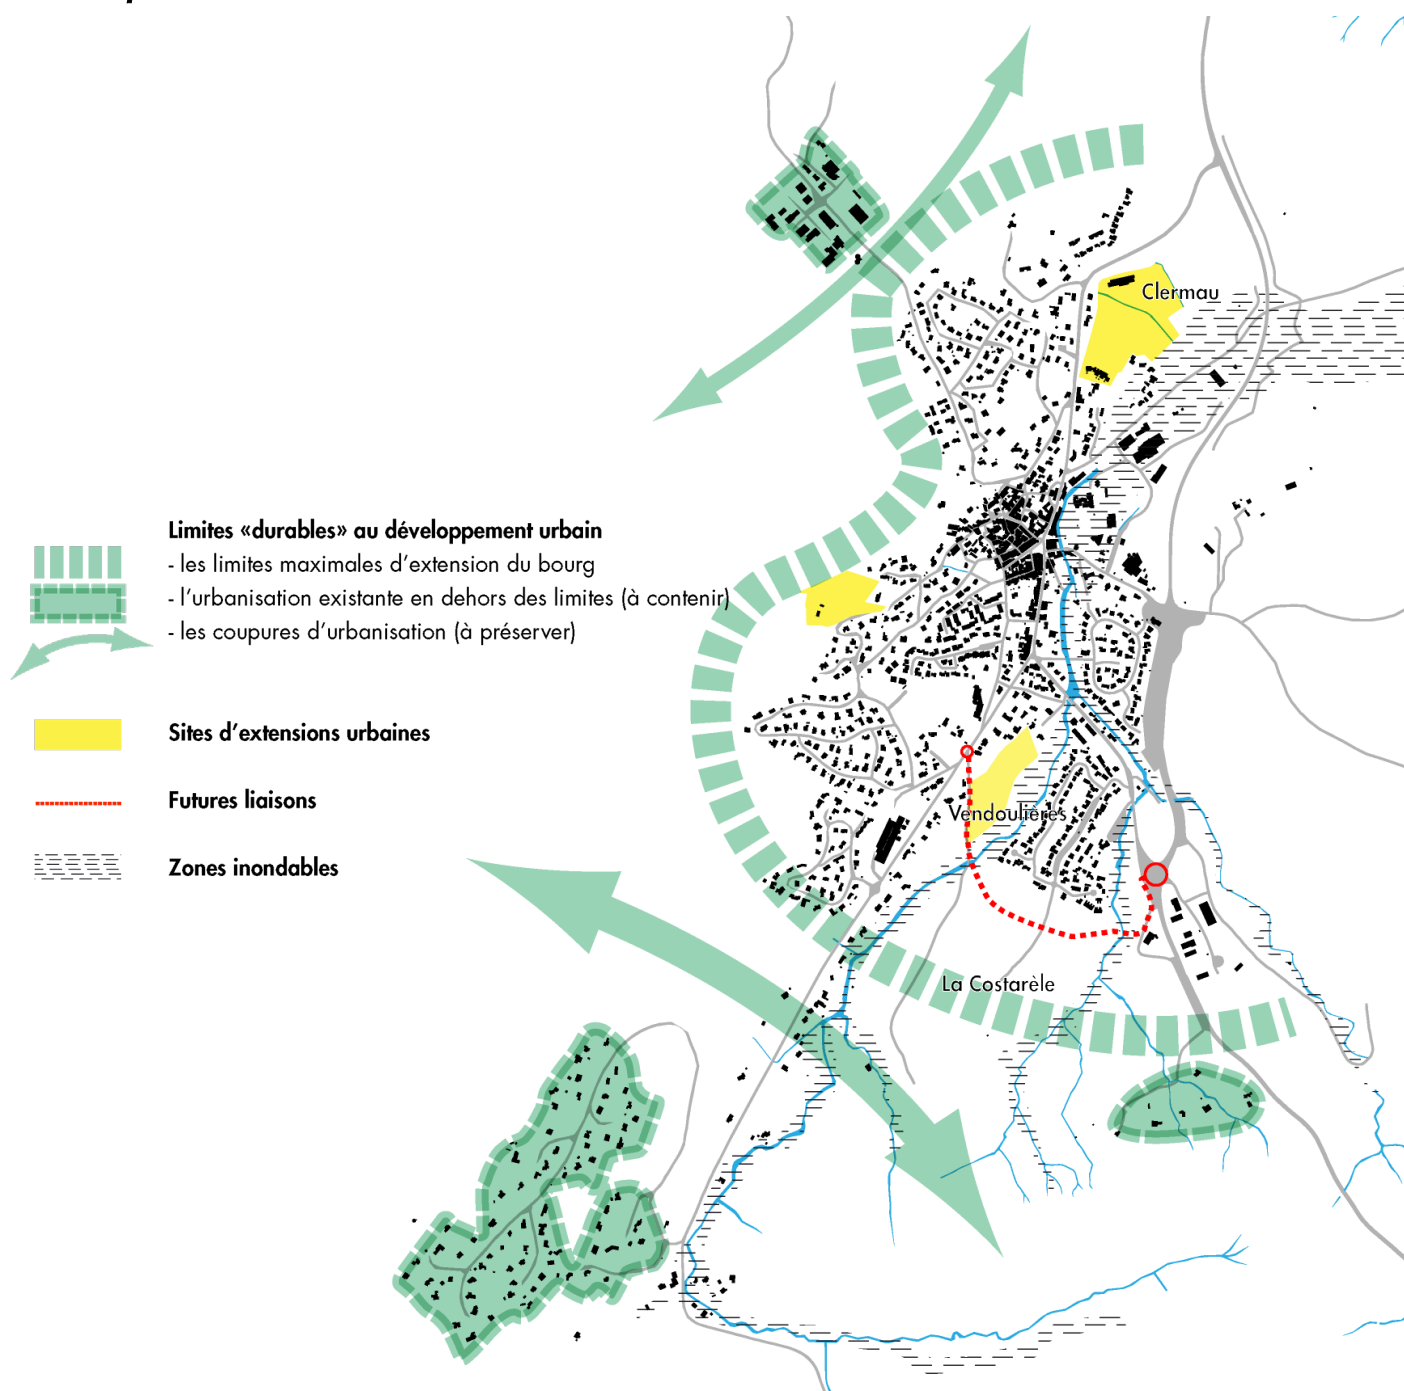 Clermau
Limites «durables» au développement urbain
- les limites maximales d’extension du bourg
- l’urbanisation existante en dehors des limites (à contenir)
- les coupures d’urbanisation (à préserver)
Sites d’extensions urbaines
Futures liaisons
Vendoulières
Zones inondables
La Costarèle